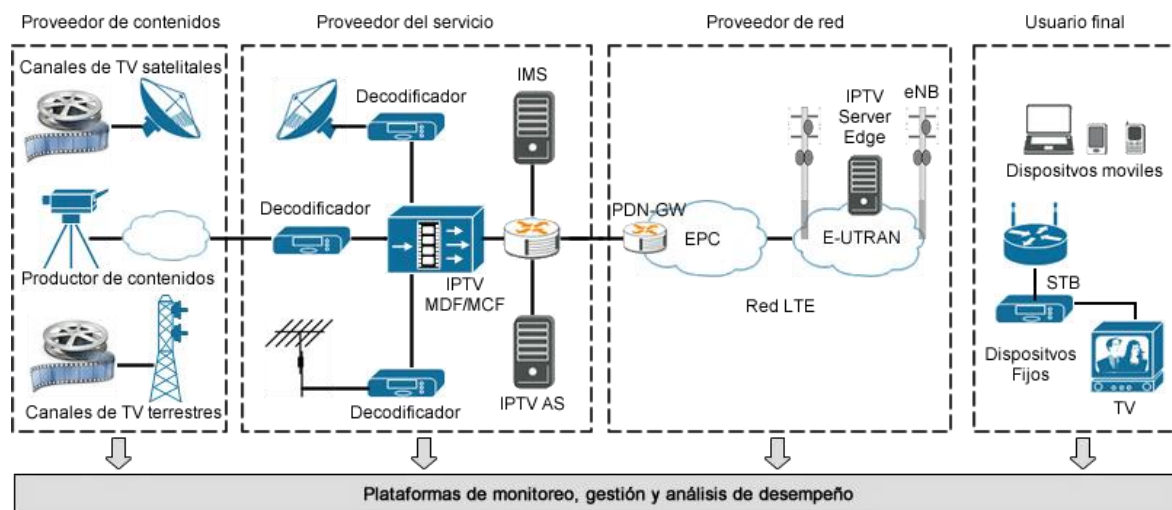 Proveedor de contenidos
Canales de TV satelitales
Productor de contenidos
Canales de TV terrestres
Proveedor del servicio
Decodificador
IMS
Decodificador
IPTV
MDF/MCF
Decodificador
IPTV AS
Proveedor de red
IPTV
Server
Edge
eNB
PDN-GW
EPC
E-UTRAN
Red LTE
Usuario final
Dispositvos moviles
STB
Dispositvos
Fijos
TV
Plataformas de monitoreo, gestión y análisis de desempeño